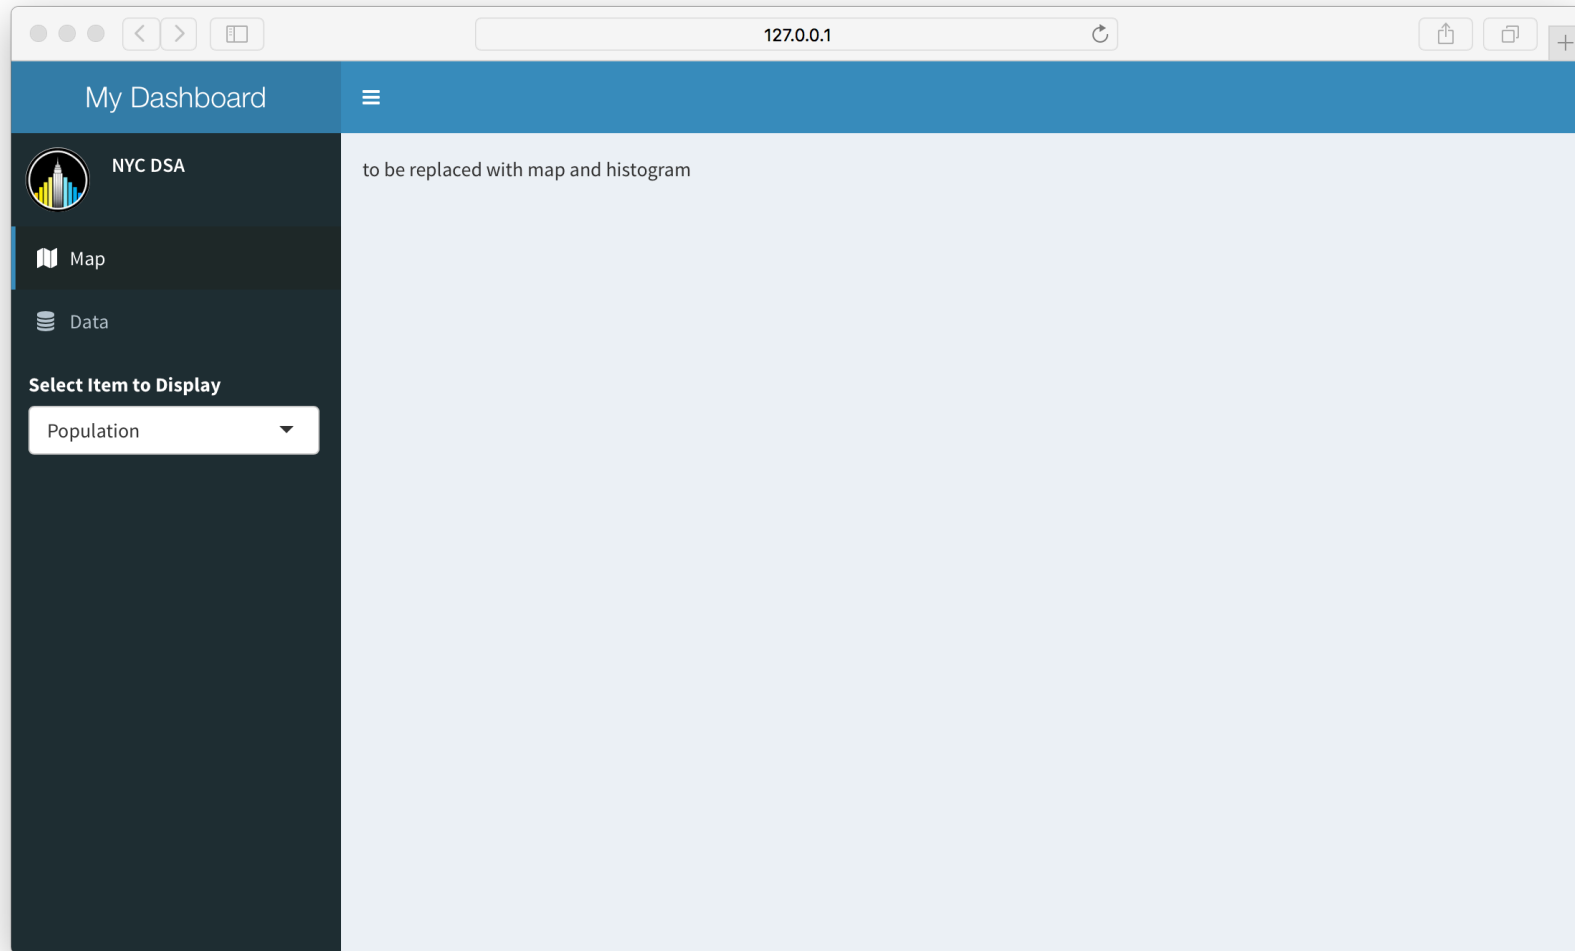 127.0.0.1
My Dashboard
NYC DSA
to be replaced with map and histogram
Map
Data
Select Item to Display
Population